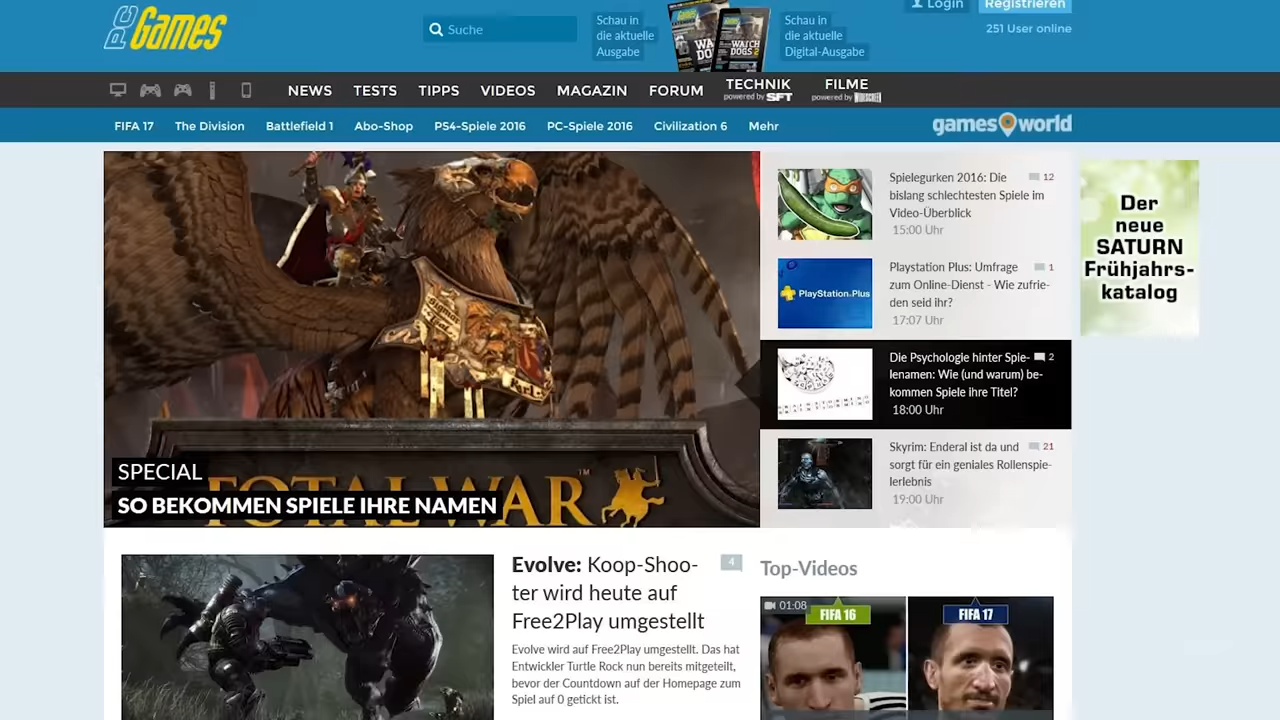 PC Games
Suche
Schau in
die aktuelle
Ausgabe
WATCH
DOGS 2
Schau in
die aktuelle
Digital-Ausgabe
Login
Registrieren
251 User online
NEWS TESTS TIPPS VIDEOS MAGAZIN FORUM TECHNIK FILME
powered by SFT powered by WIDESCREEN
FIFA 17 The Division Battlefield 1 Abo-Shop PS4-Spiele 2016 PC-Spiele 2016 Civilization 6 Mehr
games world
TOTAL WAR™
SPECIAL
SO BEKOMMEN SPIELE IHRE NAMEN
Spielegurken 2016: Die 12
bislang schlechtesten Spiele im
Video-Überblick
15:00 Uhr
PlayStation Plus
Playstation Plus: Umfrage 1
zum Online-Dienst - Wie zufrie-
den seid ihr?
17:07 Uhr
Die Psychologie hinter Spie- 2
lenamen: Wie (und warum) be-
kommen Spiele ihre Titel?
18:00 Uhr
Skyrim: Enderal ist da und 21
sorgt für ein geniales Rollenspie-
lerlebnis
19:00 Uhr
Der
neue
SATURN
Frühjahrs-
katalog
Evolve: Koop-Shoo- 4
ter wird heute auf
Free2Play umgestellt
Evolve wird auf Free2Play umgestellt. Das hat
Entwickler Turtle Rock nun bereits mitgeteilt,
bevor der Countdown auf der Homepage zum
Spiel auf 0 getickt ist.
Top-Videos
01:08
FIFA 16
FIFA 17